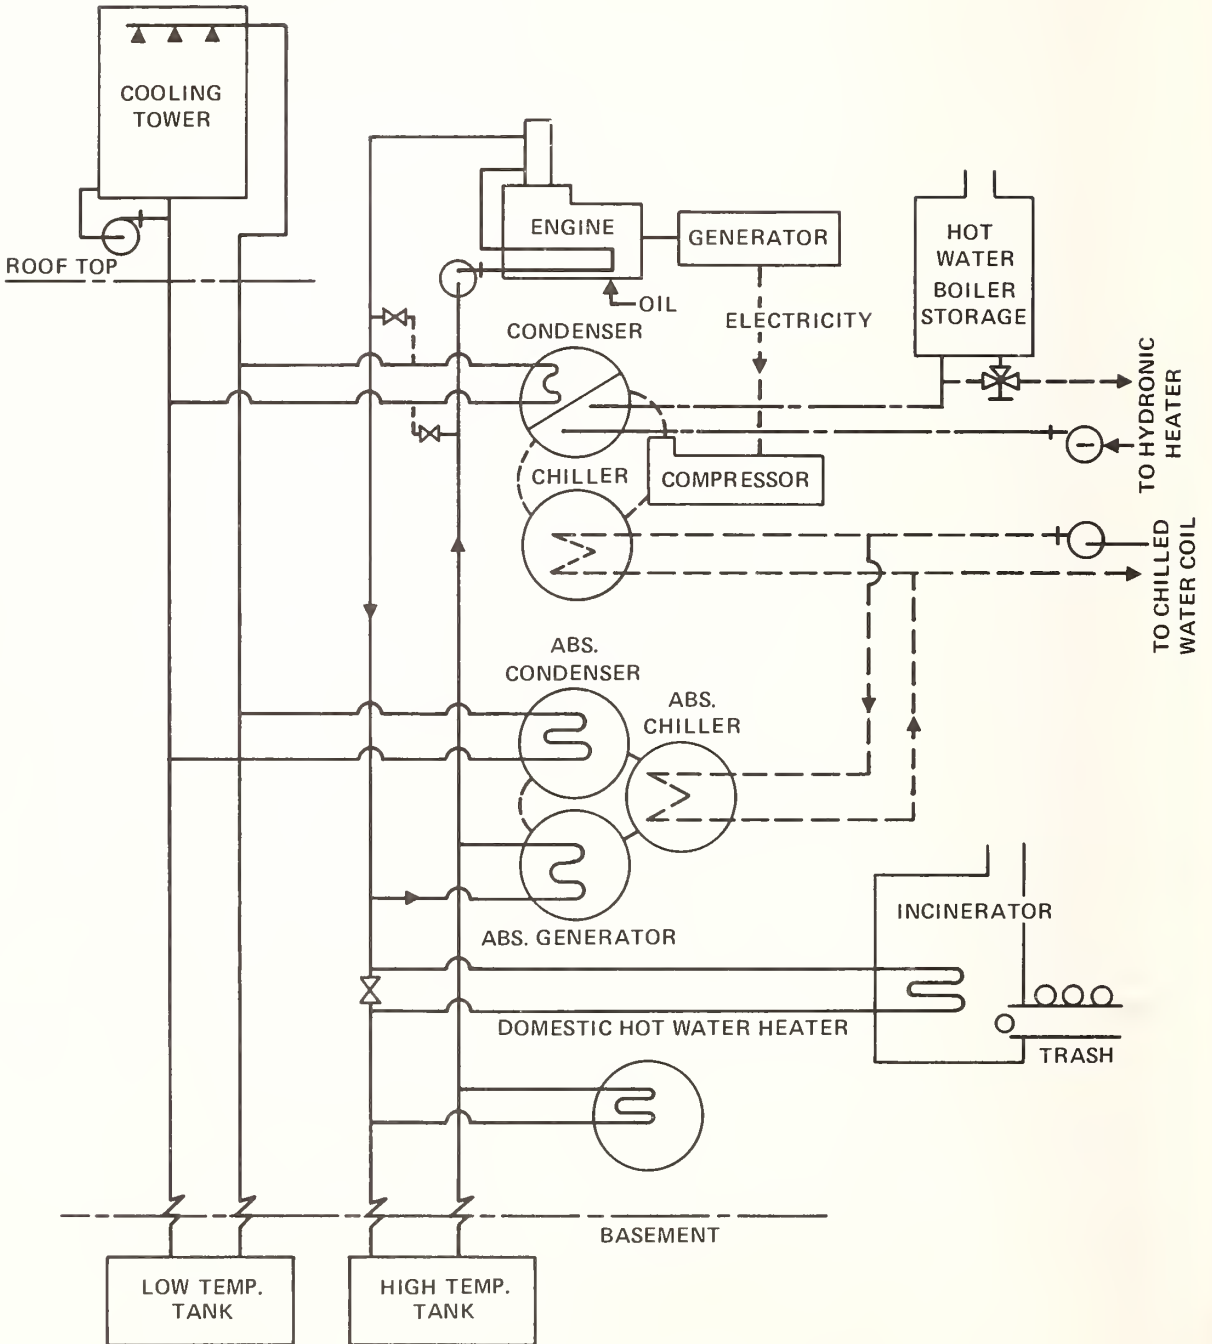 COOLING
TOWER
ROOF TOP
ENGINE
GENERATOR
OIL
ELECTRICITY
HOT
WATER
BOILER
STORAGE
CONDENSER
TO HYDRONIC
HEATER
CHILLER
COMPRESSOR
TO CHILLED
WATER COIL
ABS.
CONDENSER
ABS.
CHILLER
ABS. GENERATOR
INCINERATOR
DOMESTIC HOT WATER HEATER
TRASH
BASEMENT
LOW TEMP.
TANK
HIGH TEMP.
TANK